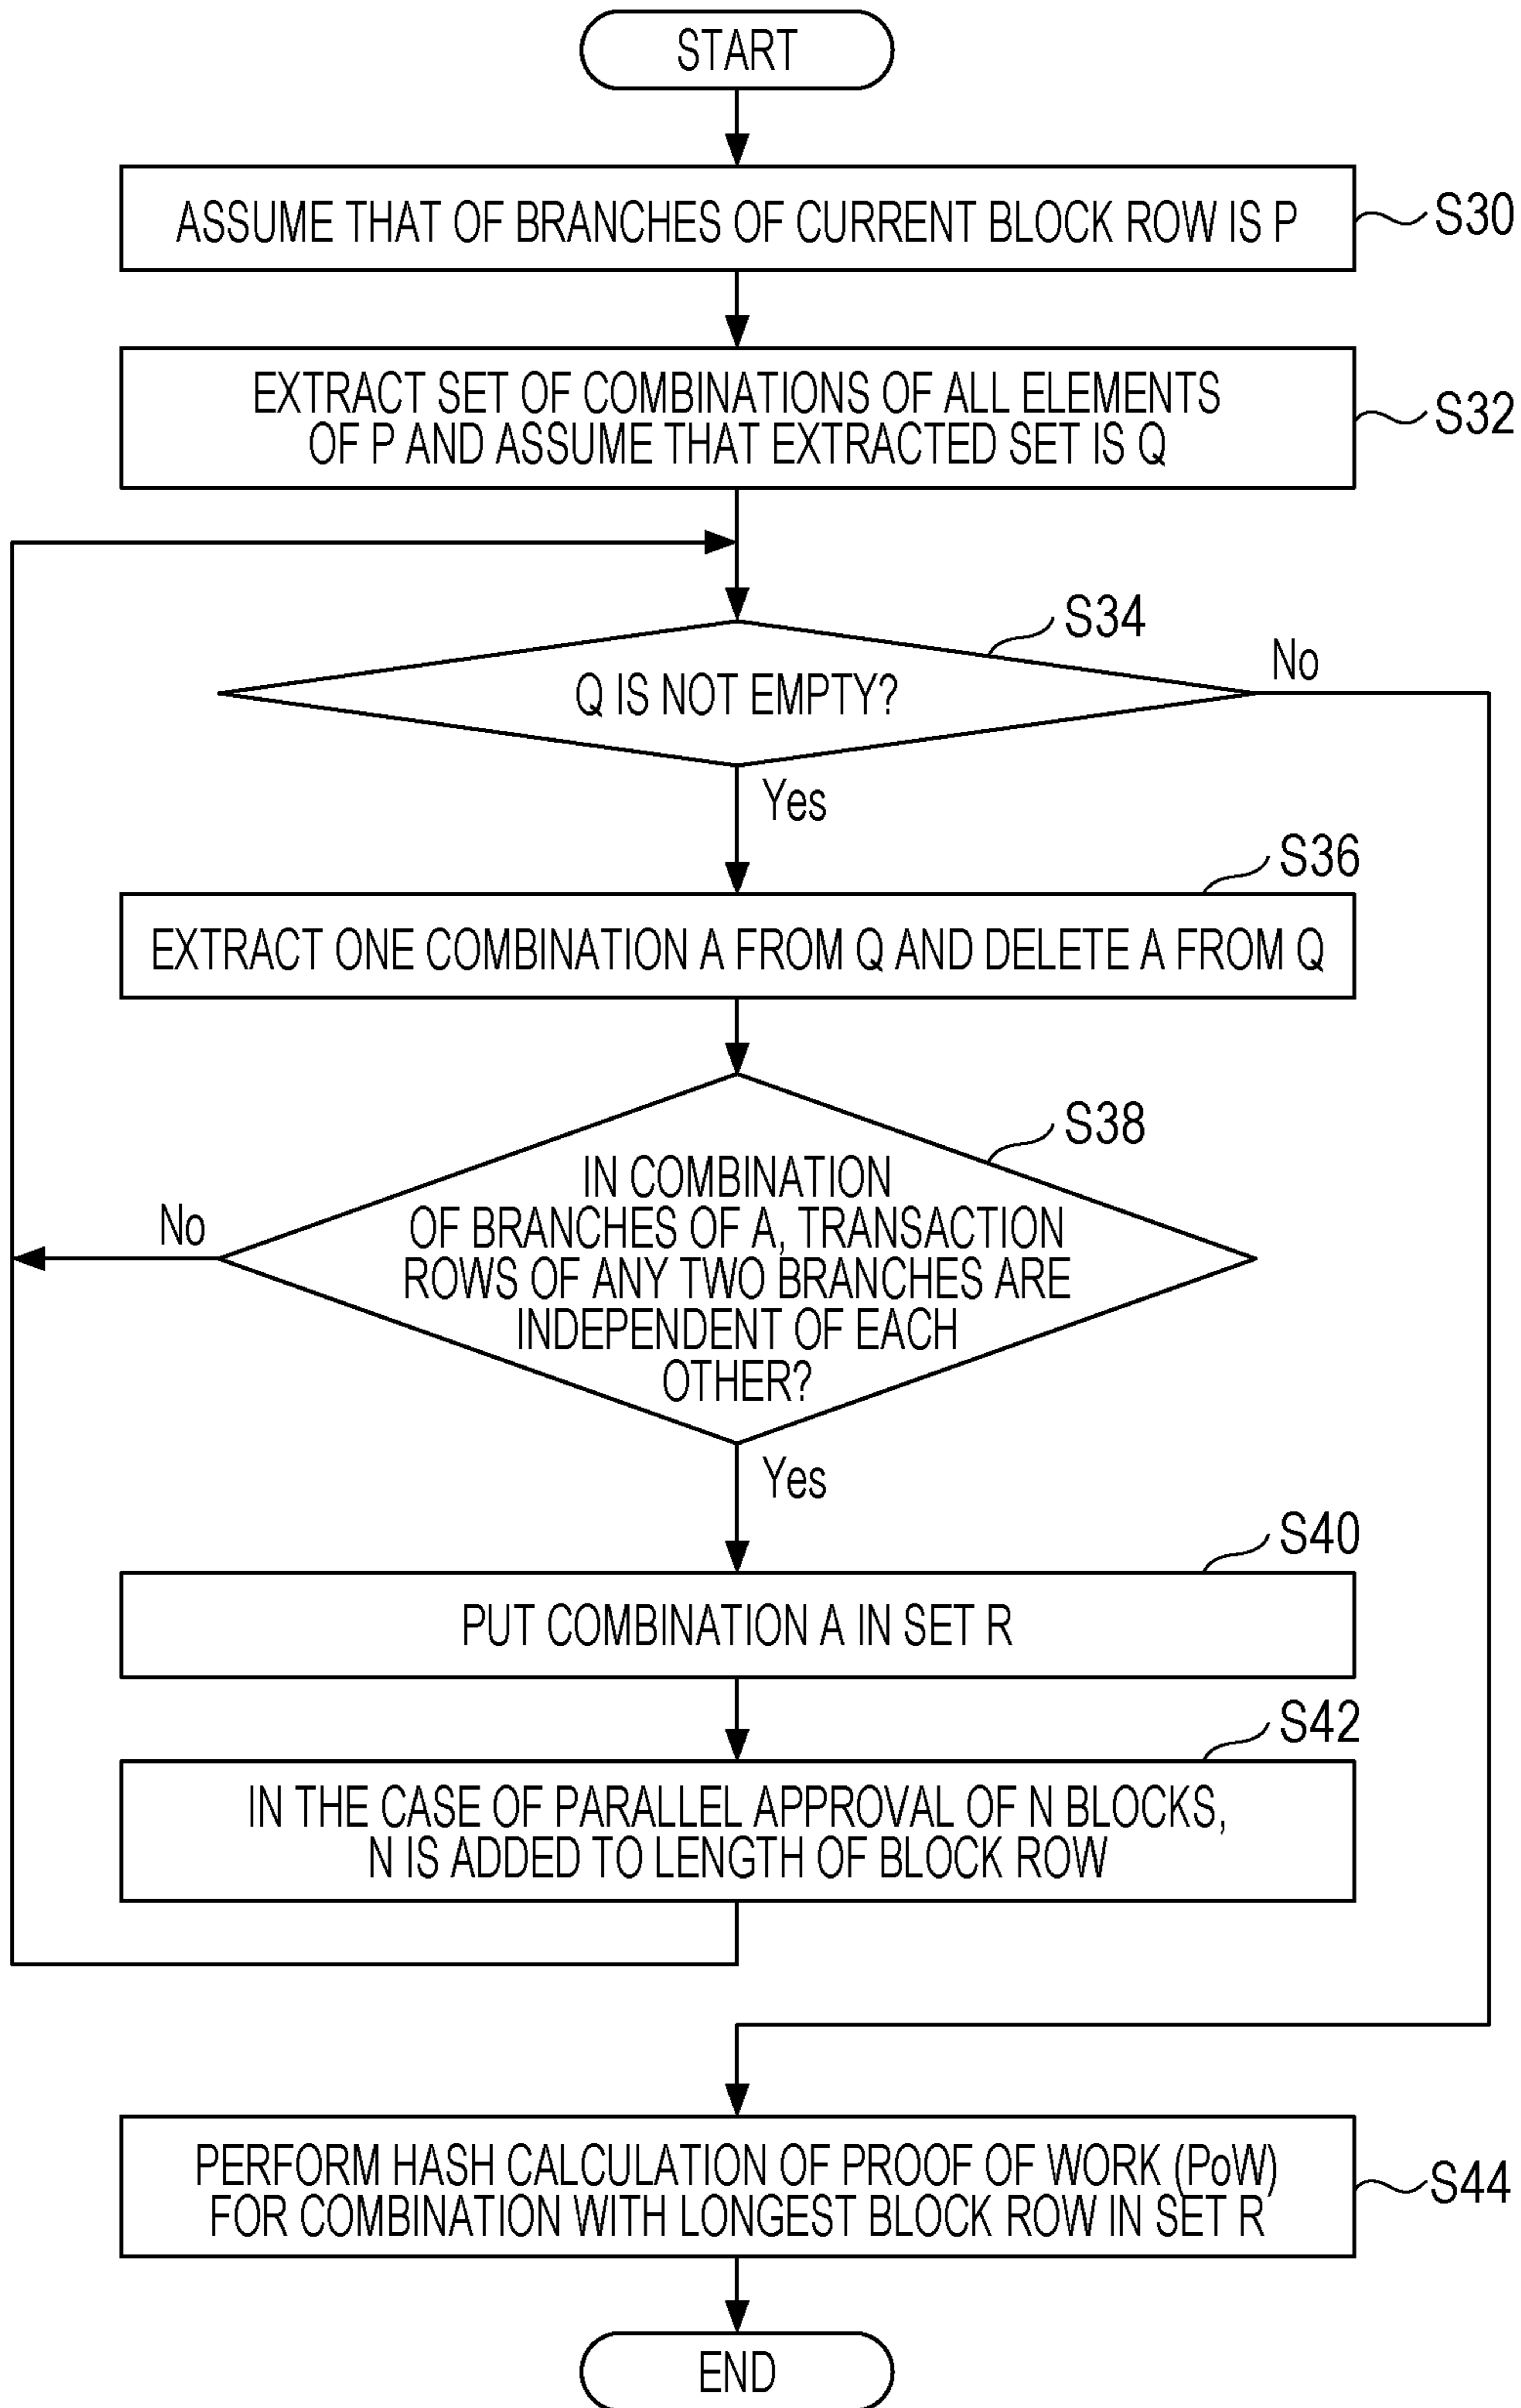 START
ASSUME THAT OF BRANCHES OF CURRENT BLOCK ROW IS P
S30
EXTRACT SET OF COMBINATIONS OF ALL ELEMENTS
OF P AND ASSUME THAT EXTRACTED SET IS Q
S32
S34
Q IS NOT EMPTY?
No
Yes
S36
EXTRACT ONE COMBINATION A FROM Q AND DELETE A FROM Q
S38
IN COMBINATION
OF BRANCHES OF A, TRANSACTION
ROWS OF ANY TWO BRANCHES ARE
INDEPENDENT OF EACH
OTHER?
No
Yes
S40
PUT COMBINATION A IN SET R
S42
IN THE CASE OF PARALLEL APPROVAL OF N BLOCKS,
N IS ADDED TO LENGTH OF BLOCK ROW
PERFORM HASH CALCULATION OF PROOF OF WORK (PoW)
FOR COMBINATION WITH LONGEST BLOCK ROW IN SET R
S44
END